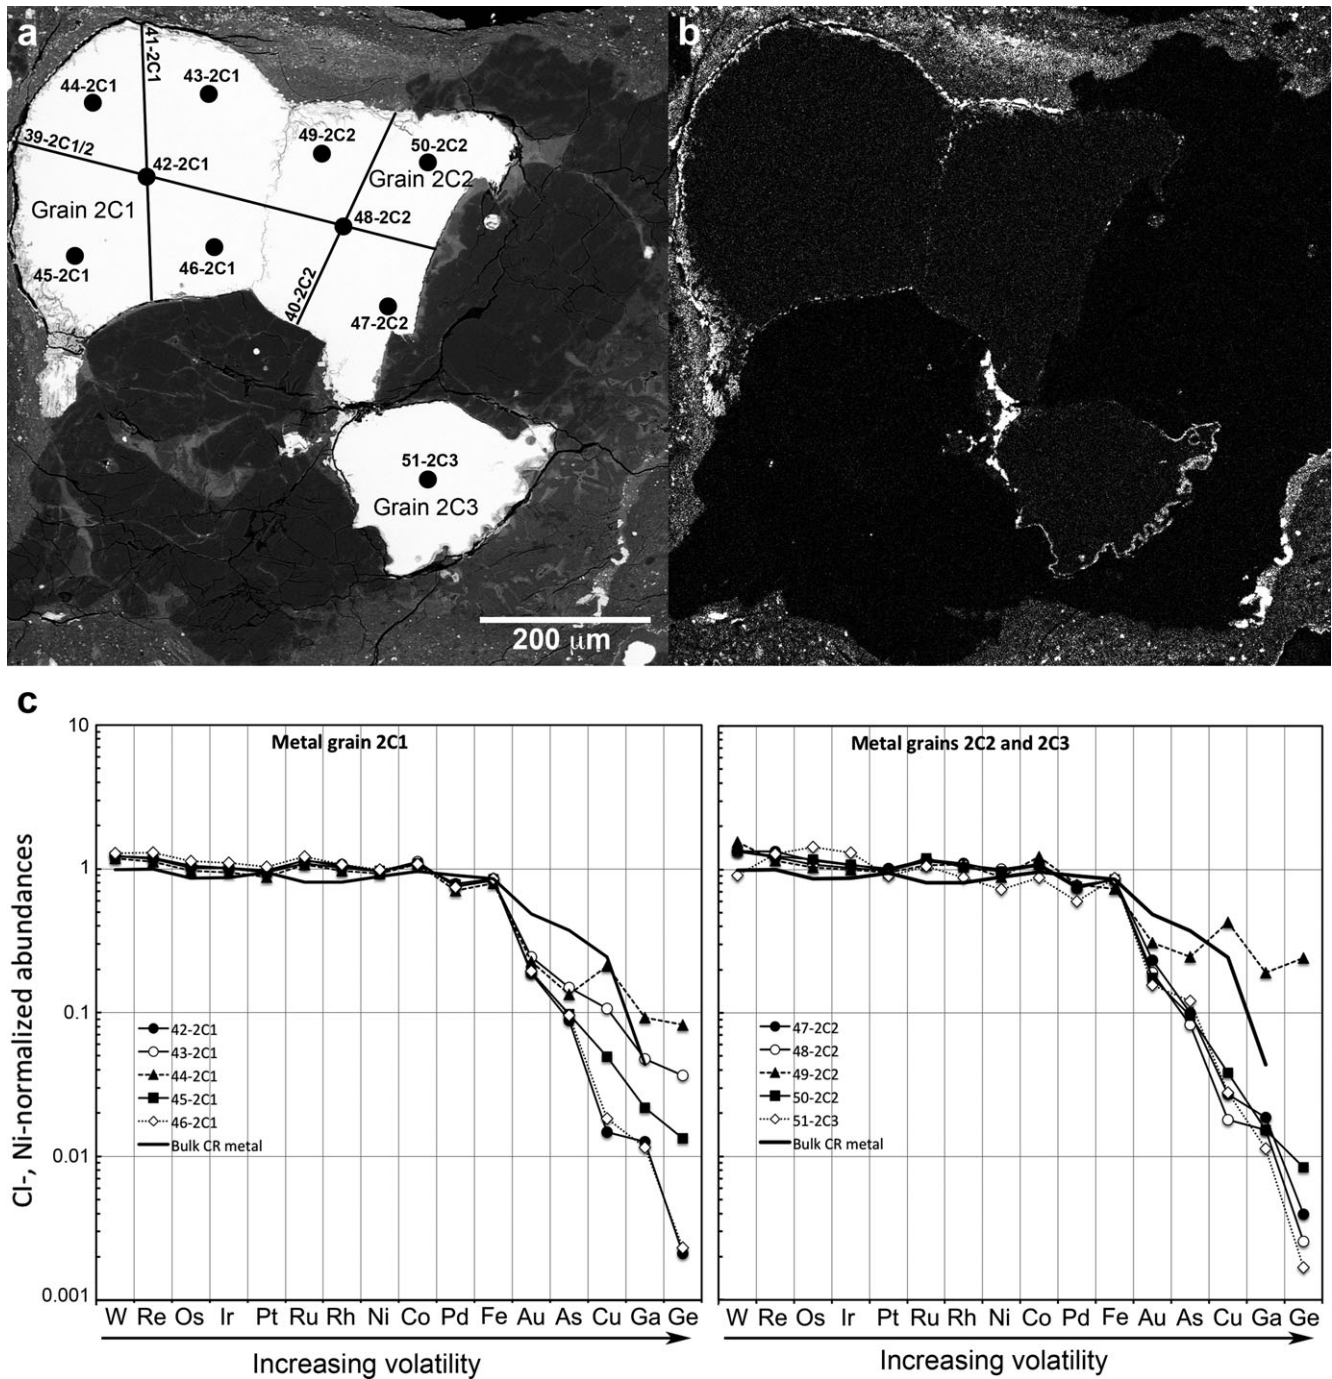 a
b
41-2C1
44-2C1
43-2C1
39-2C1/2
42-2C1
49-2C2
50-2C2
Grain 2C2
Grain 2C1
48-2C2
45-2C1
46-2C1
40-2C2
47-2C2
51-2C3
Grain 2C3
200 μm
c
CI-, Ni-normalized abundances
10
1
0.1
0.01
0.001
Metal grain 2C1
42-2C1
43-2C1
44-2C1
45-2C1
46-2C1
Bulk CR metal
W Re Os Ir Pt Ru Rh Ni Co Pd Fe Au As Cu Ga Ge
Increasing volatility
Metal grains 2C2 and 2C3
47-2C2
48-2C2
49-2C2
50-2C2
51-2C3
Bulk CR metal
W Re Os Ir Pt Ru Rh Ni Co Pd Fe Au As Cu Ga Ge
Increasing volatility